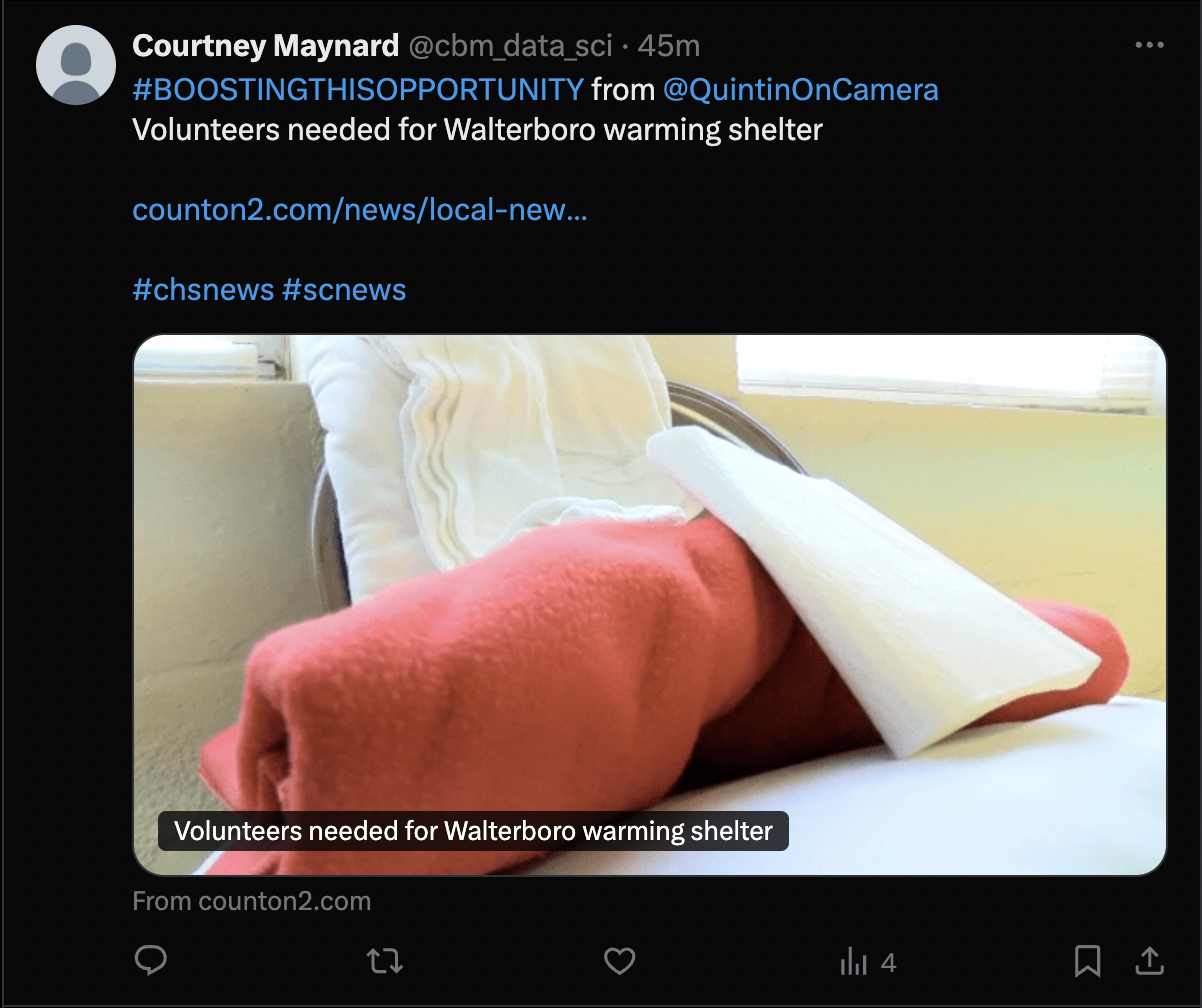 Courtney Maynard @cbm_data_sci · 45m
#BOOSTINGTHISOPPORTUNITY from @QuintinOnCamera
Volunteers needed for Walterboro warming shelter
counton2.com/news/local-new...
#chsnews #scnews
Volunteers needed for Walterboro warming shelter
From counton2.com
4